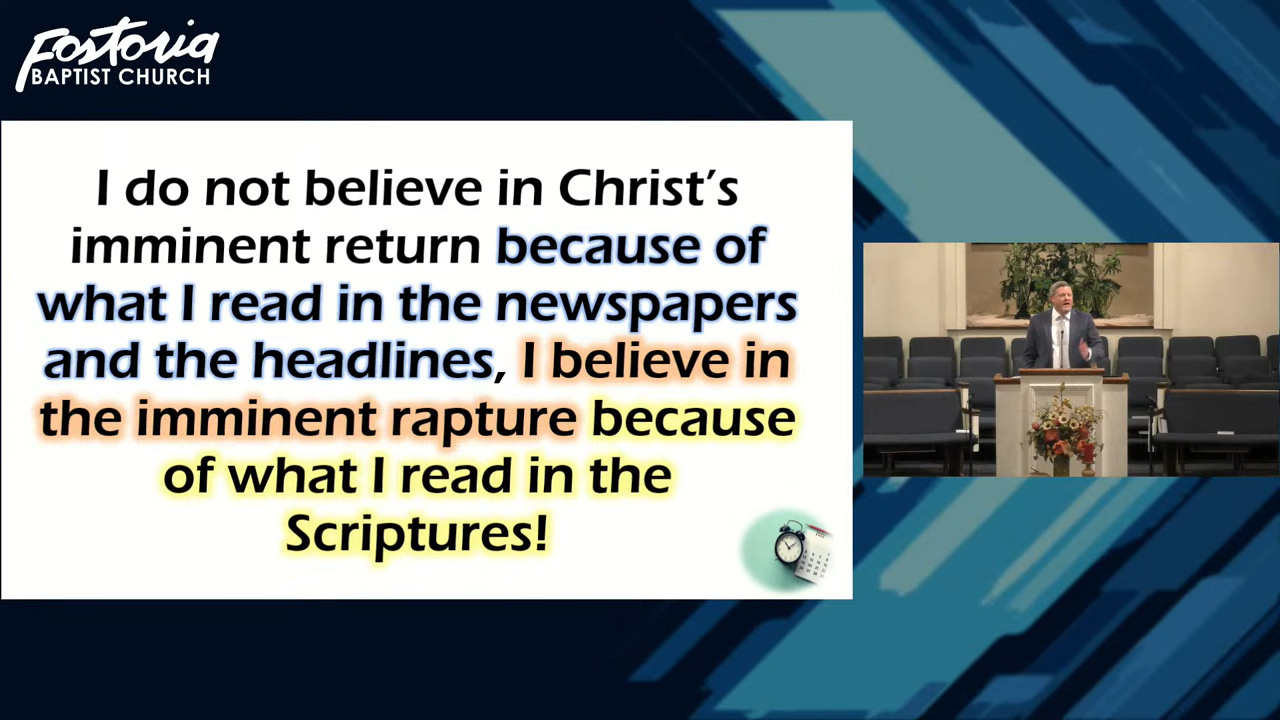 Fostoria
BAPTIST CHURCH
I do not believe in Christ’s
imminent return because of
what I read in the newspapers
and the headlines, I believe in
the imminent rapture because
of what I read in the
Scriptures!